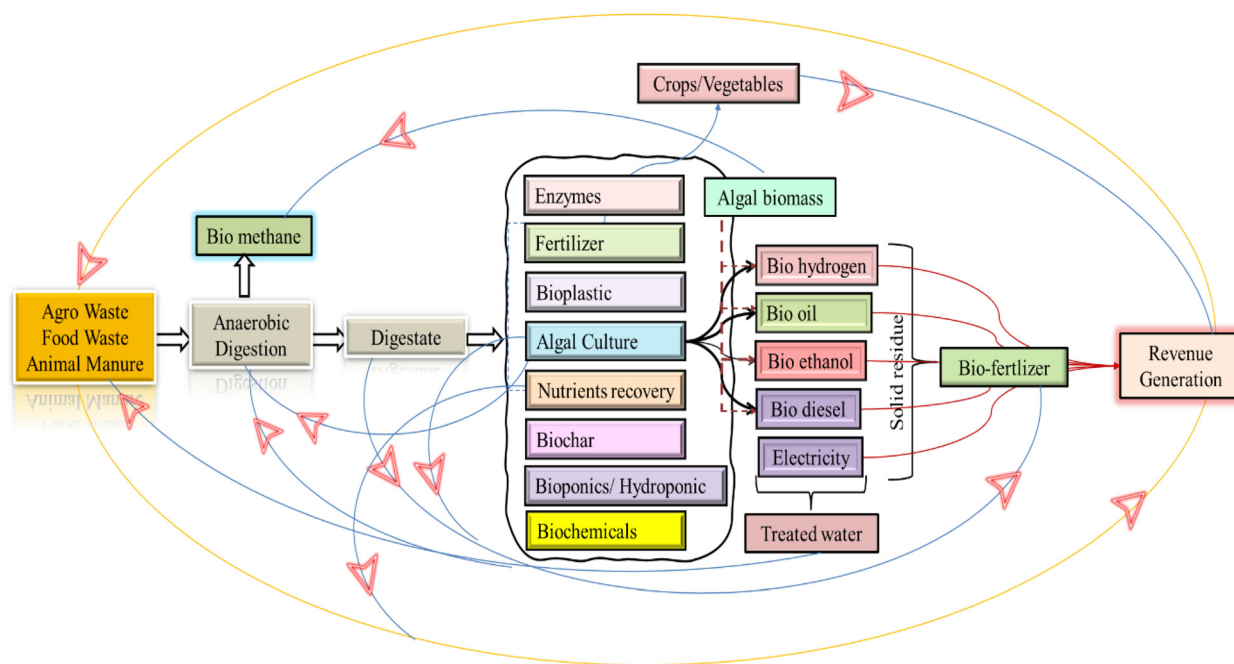 Crops/Vegetables
Enzymes
Algal biomass
Bio methane
Fertilizer
Bio hydrogen
Agro Waste
Food Waste
Animal Manure
Anaerobic
Digestion
Digestate
Bioplastic
Algal Culture
Nutrients recovery
Biochar
Bioponics/ Hydroponic
Biochemicals
Bio oil
Bio ethanol
Bio diesel
Electricity
Solid residue
Bio-fertlizer
Revenue
Generation
Treated water